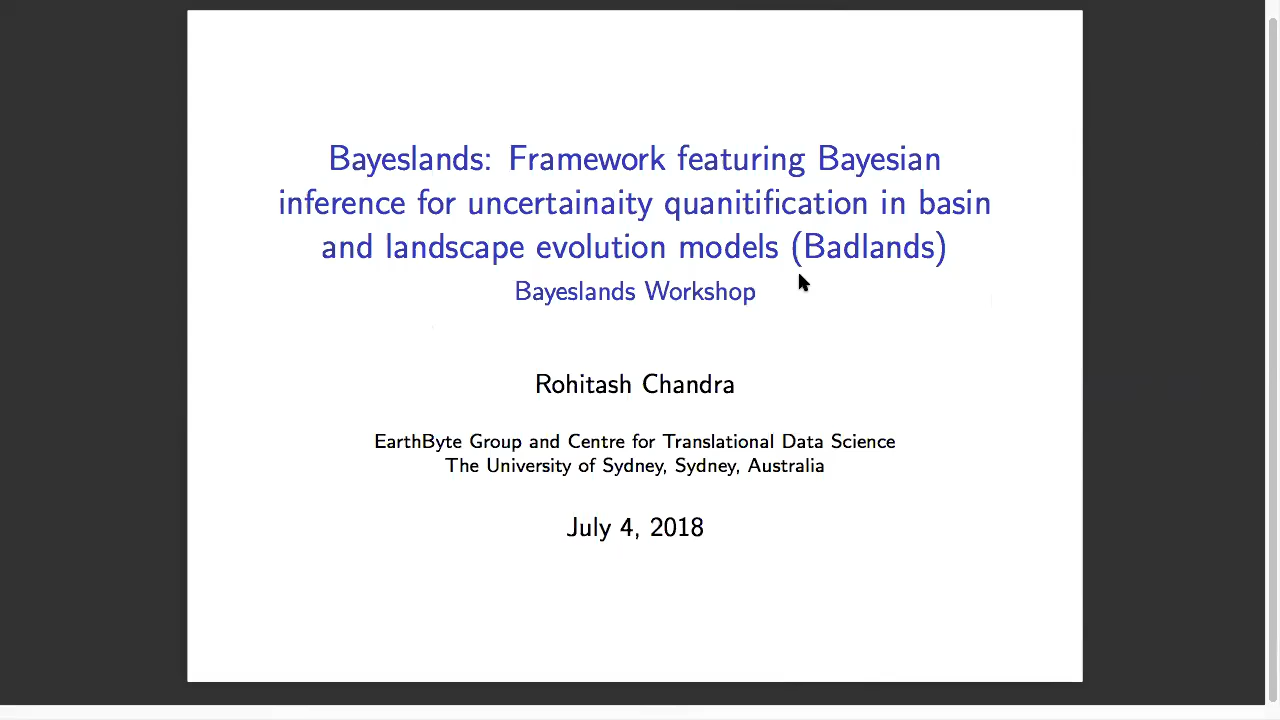 Bayeslands: Framework featuring Bayesian
inference for uncertainaity quanitification in basin
and landscape evolution models (Badlands)
Bayeslands Workshop
Rohitash Chandra
EarthByte Group and Centre for Translational Data Science
The University of Sydney, Sydney, Australia
July 4, 2018